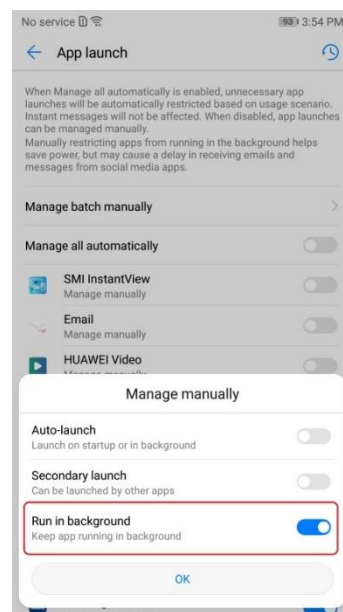 No service
93 3:54 PM
App launch
When Manage all automatically is enabled, unnecessary app
launches will be automatically restricted based on usage scenario.
Instant messages will not be affected. When disabled, app launches
can be managed manually.
Manually restricting apps from running in the background helps
save power, but may cause a delay in receiving emails and
messages from social media apps.
Manage batch manually
Manage all automatically
SMI InstantView
Manage manually
Email
Manage manually
HUAWEI Video
Manage manually
Auto-launch
Launch on startup or in background
Secondary launch
Can be launched by other apps
Run in background
Keep app running in background
OK